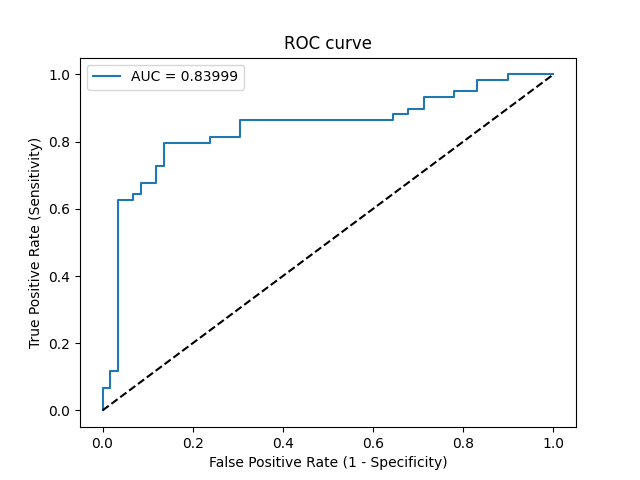 ROC curve
AUC = 0.83999
True Positive Rate (Sensitivity)
1.0
0.8
0.6
0.4
0.2
0.0
0.0 0.2 0.4 0.6 0.8 1.0
False Positive Rate (1 - Specificity)